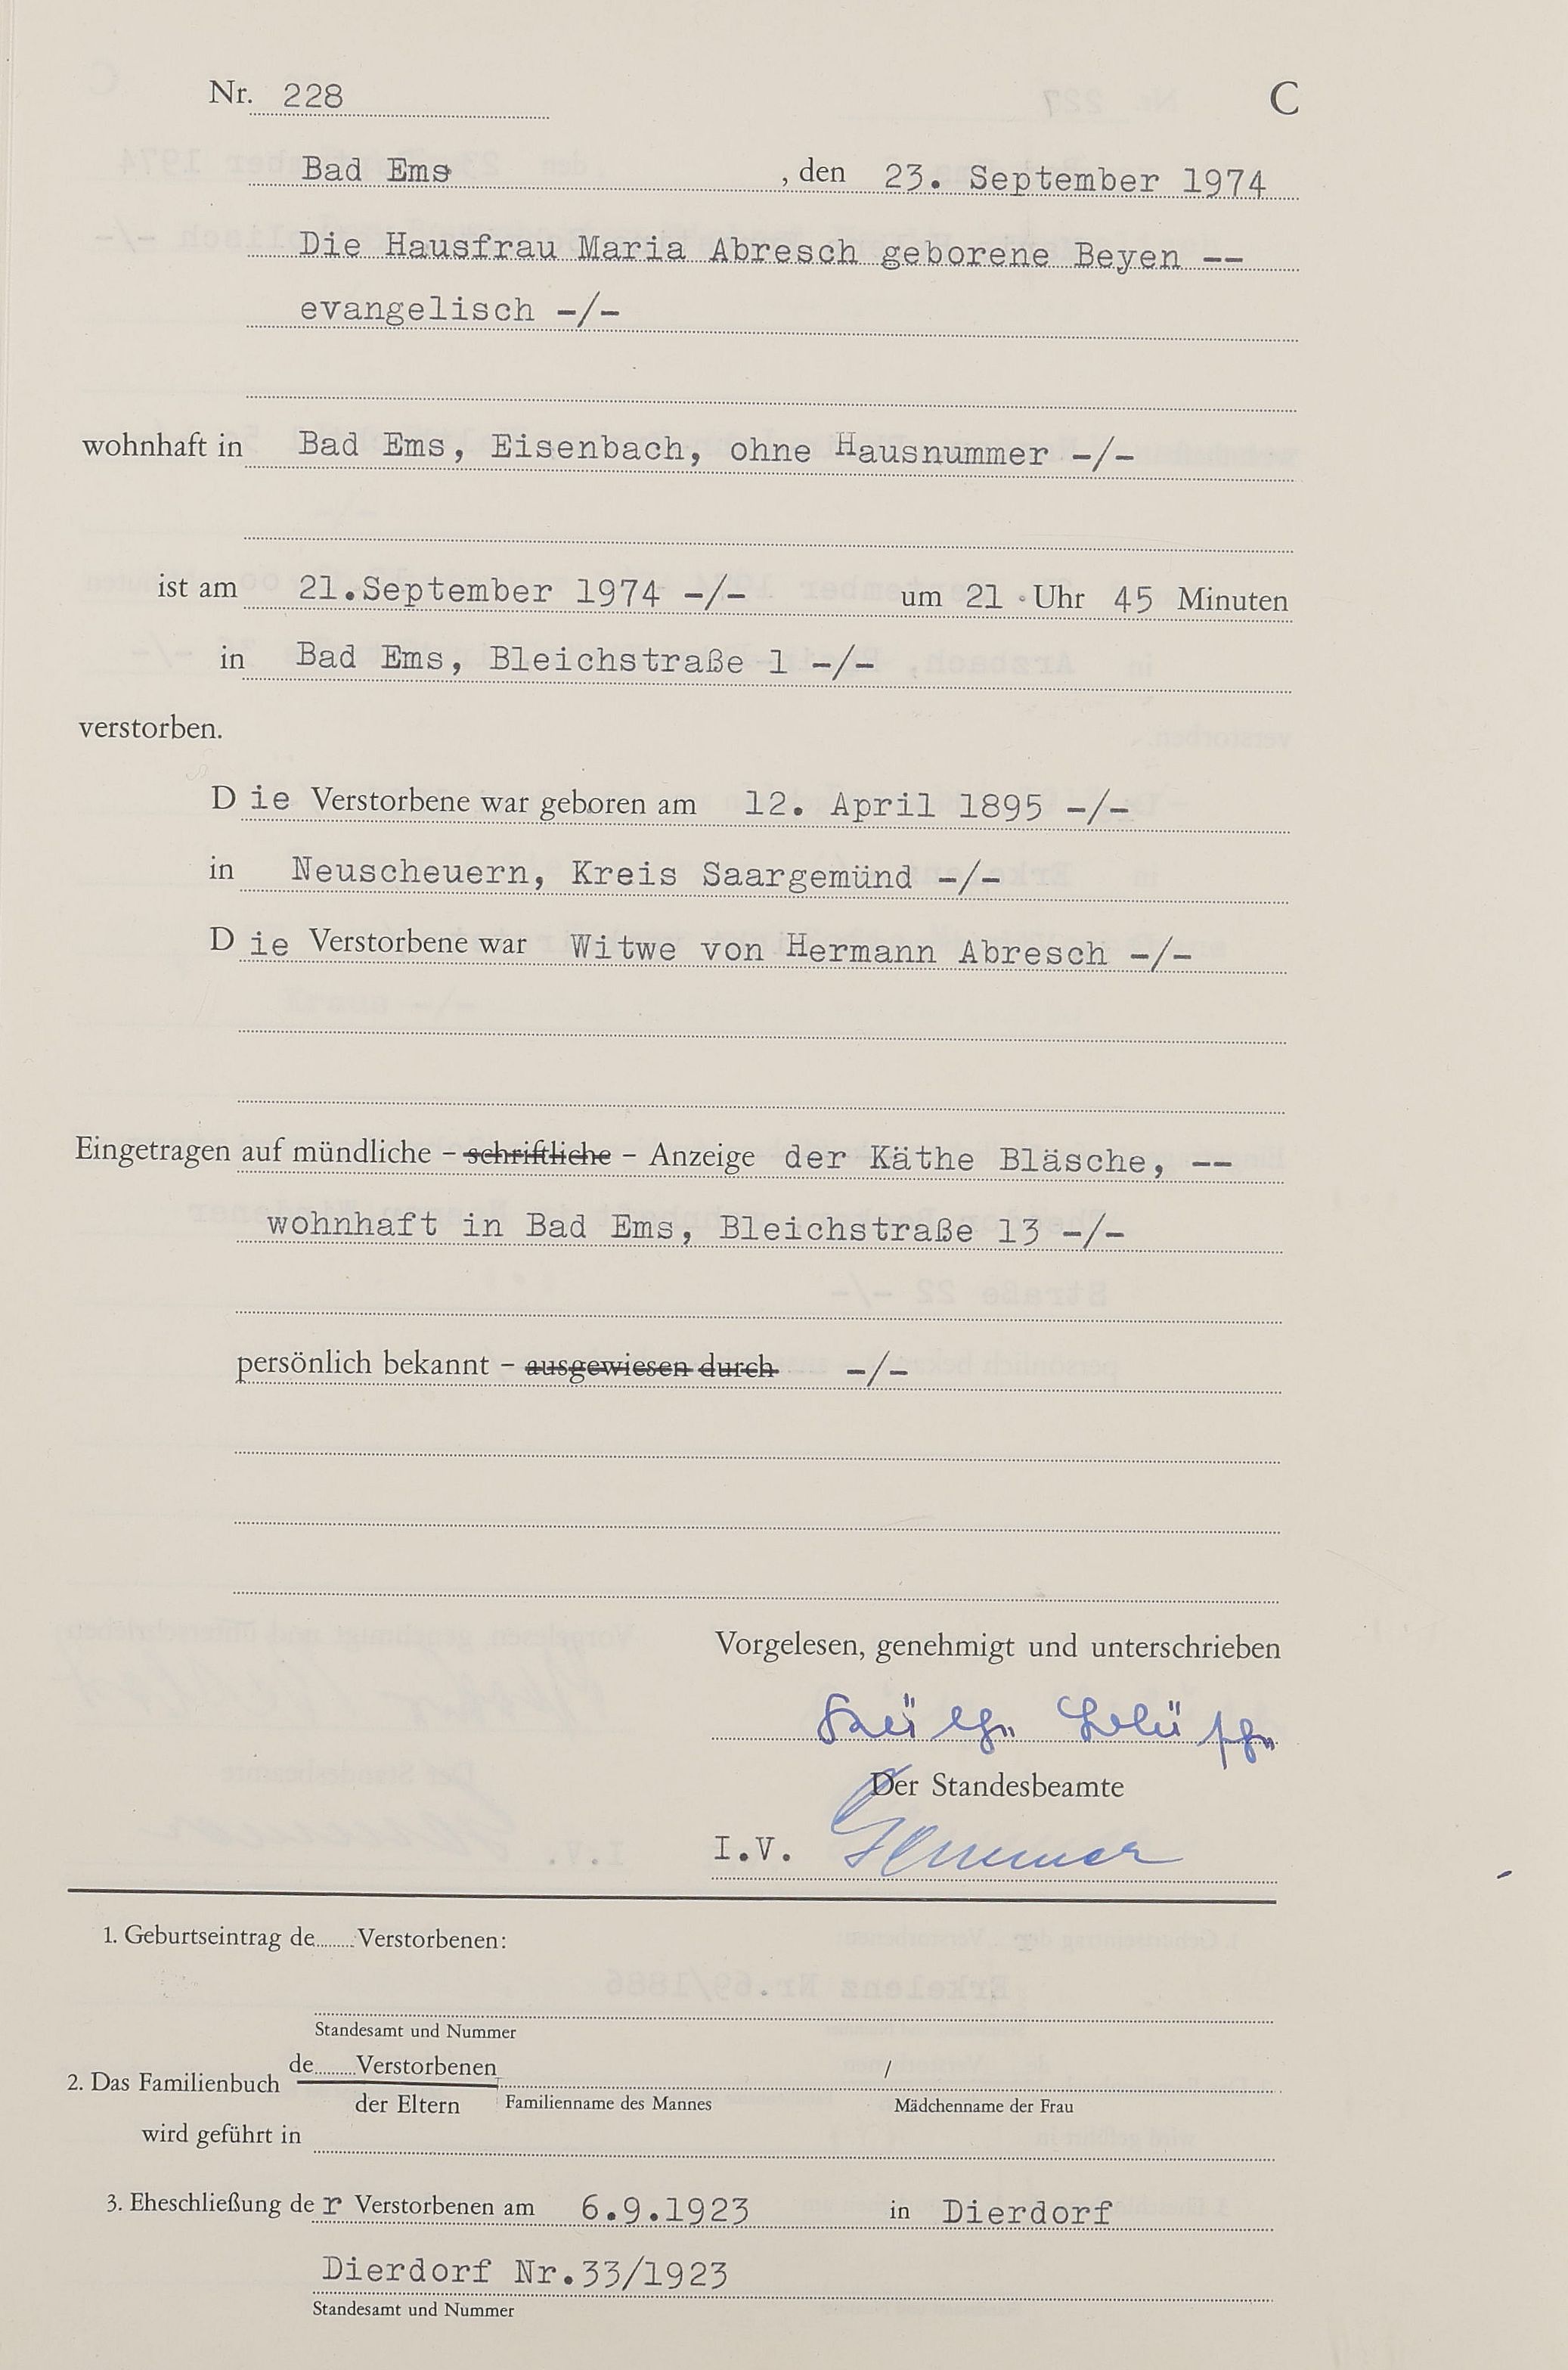 Nr. 228 C
Bad Ems , den 23. September 1974
Die Hausfrau Maria Abresch geborene Beyen --
evangelisch -/-
wohnhaft in Bad Ems, Eisenbach, ohne Hausnummer -/-
ist am 21.September 1974 -/- um 21 Uhr 45 Minuten
in Bad Ems, Bleichstraße 1 -/-
verstorben.
Die Verstorbene war geboren am 12. April 1895 -/-
in Neuscheuern, Kreis Saargemünd -/-
Die Verstorbene war Witwe von Hermann Abresch -/-
Eingetragen auf mündliche - schriftliche - Anzeige der Käthe Bläsche, --
wohnhaft in Bad Ems, Bleichstraße 13 -/-
persönlich bekannt - ausgewiesen durch -/-
Vorgelesen, genehmigt und unterschrieben
Der Standesbeamte
I.V.
1. Geburtseintrag de........Verstorbenen:
Standesamt und Nummer
de........Verstorbenen /
2. Das Familienbuch
der Eltern Familienname des Mannes Mädchenname der Frau
wird geführt in
3. Eheschließung der Verstorbenen am 6.9.1923 in Dierdorf
Dierdorf Nr.33/1923
Standesamt und Nummer